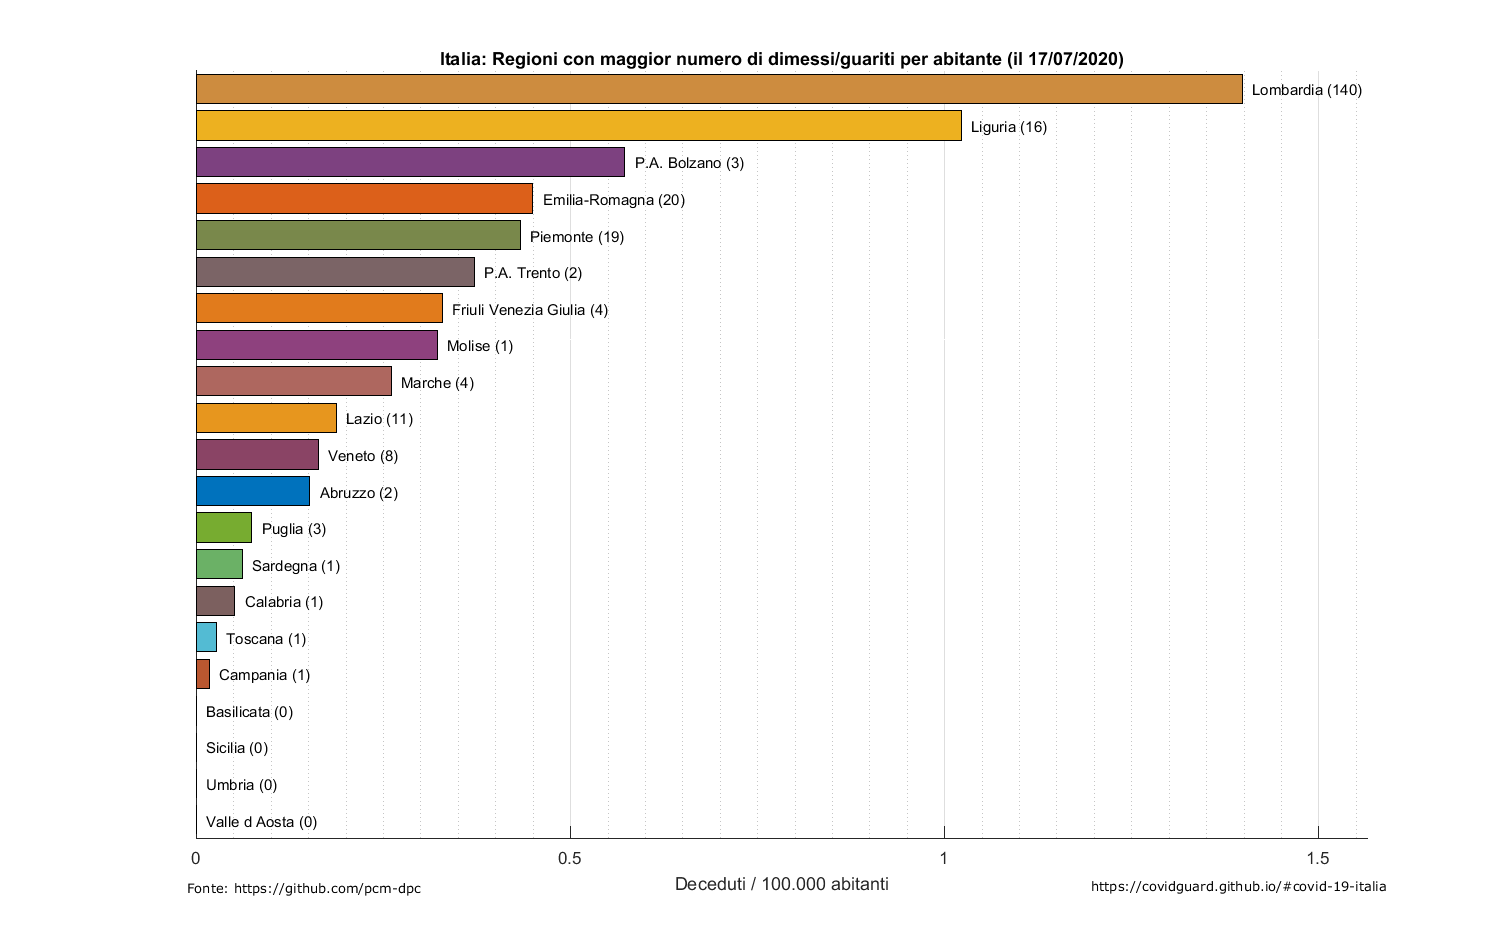 Italia: Regioni con maggior numero di dimessi/guariti per abitante (il 17/07/2020)
Lombardia (140)
Liguria (16)
P.A. Bolzano (3)
Emilia-Romagna (20)
Piemonte (19)
P.A. Trento (2)
Friuli Venezia Giulia (4)
Molise (1)
Marche (4)
Lazio (11)
Veneto (8)
Abruzzo (2)
Puglia (3)
Sardegna (1)
Calabria (1)
Toscana (1)
Campania (1)
Basilicata (0)
Sicilia (0)
Umbria (0)
Valle d Aosta (0)
0 0.5 1 1.5
Deceduti / 100.000 abitanti
Fonte: https://github.com/pcm-dpc
https://covidguard.github.io/#covid-19-italia